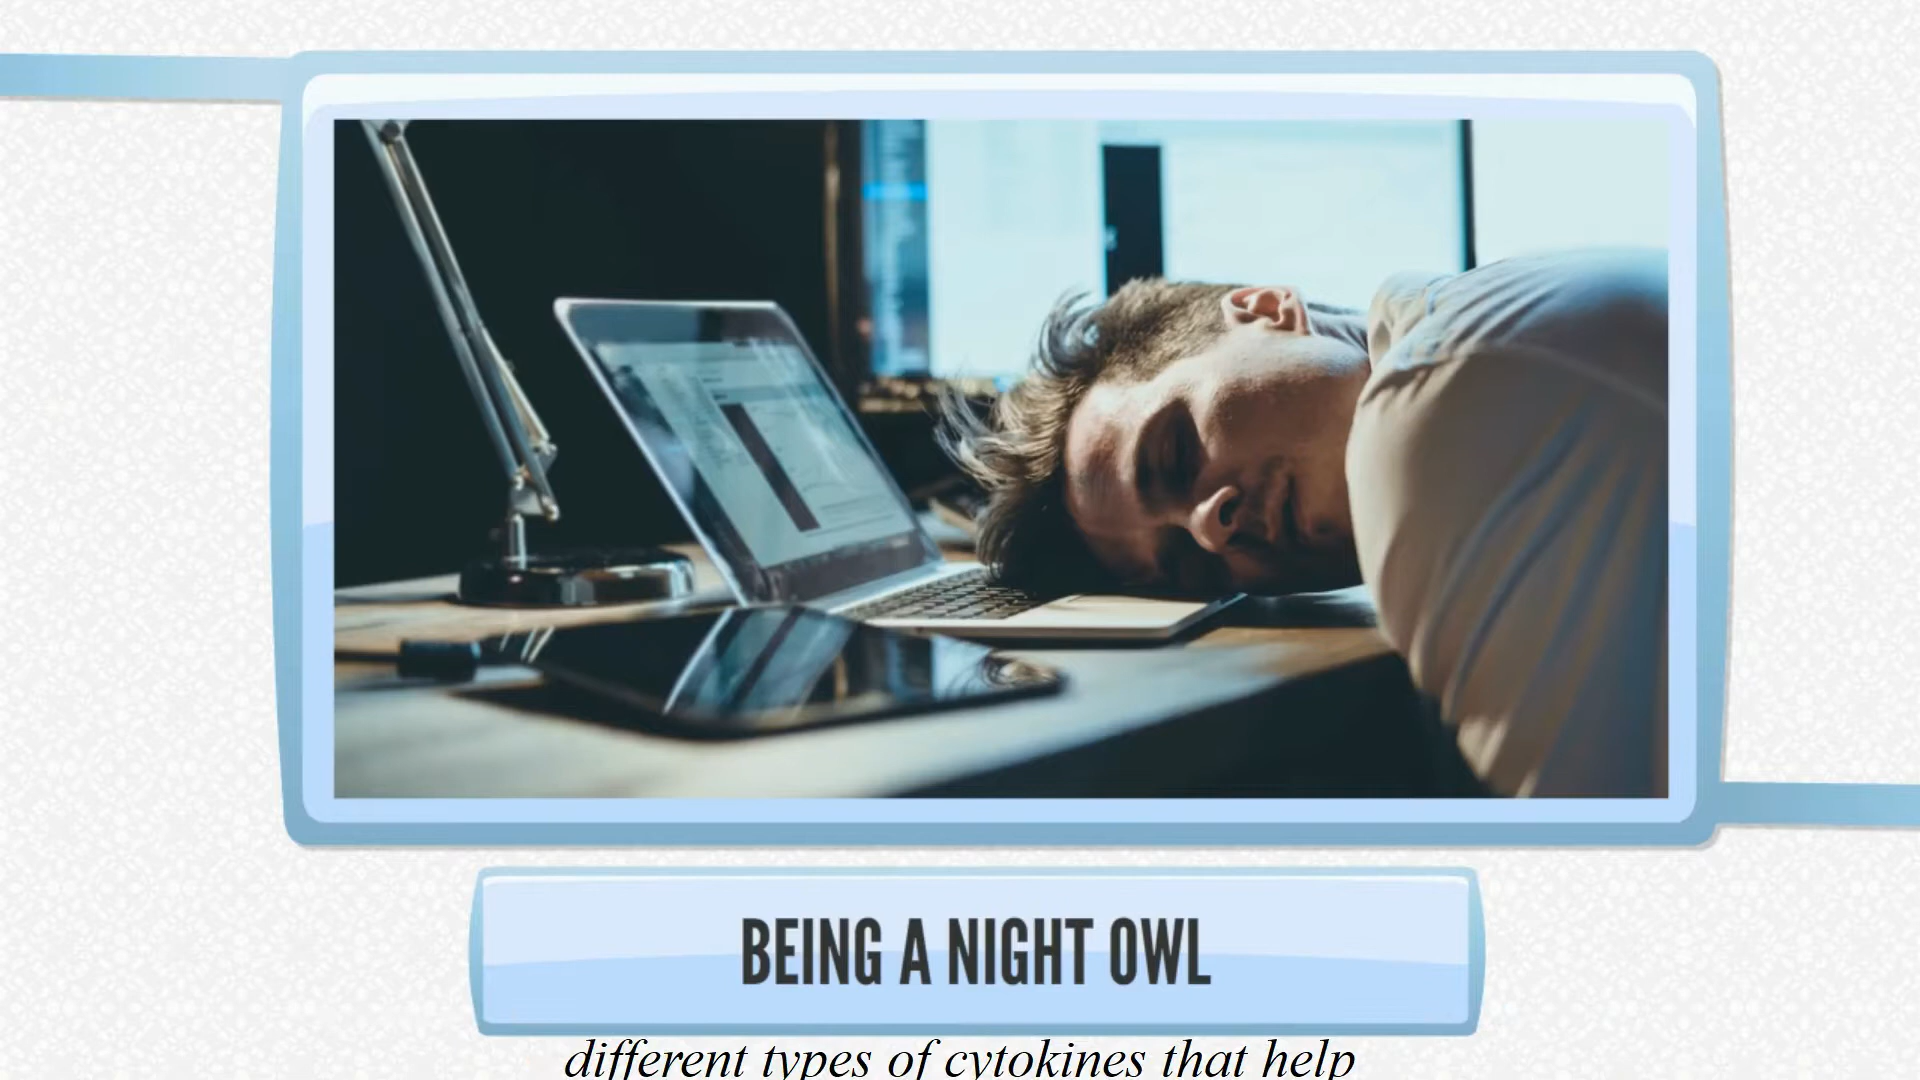 BEING A NIGHT OWL
different types of cytokines that help